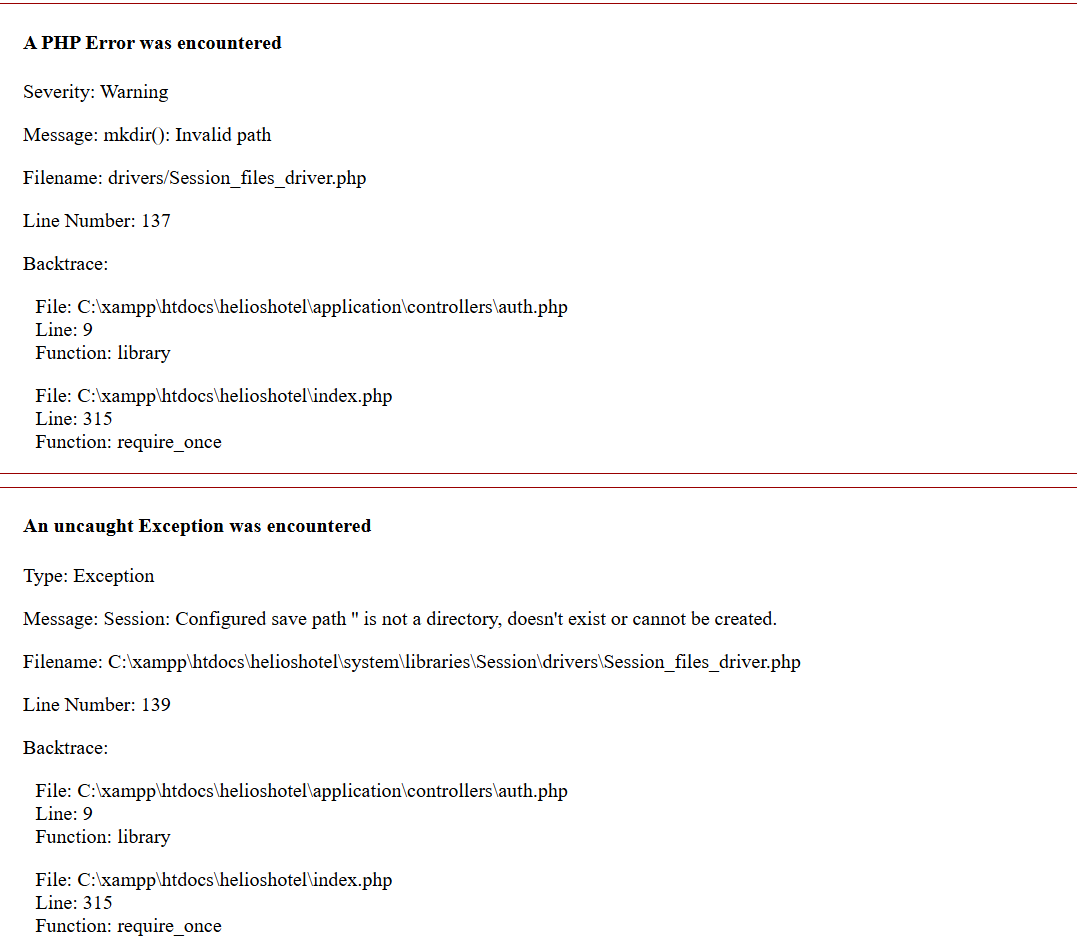 A PHP Error was encountered
Severity: Warning
Message: mkdir(): Invalid path
Filename: drivers/Session_files_driver.php
Line Number: 137
Backtrace:
File: C:\xampp\htdocs\helioshotel\application\controllers\auth.php
Line: 9
Function: library
File: C:\xampp\htdocs\helioshotel\index.php
Line: 315
Function: require_once
An uncaught Exception was encountered
Type: Exception
Message: Session: Configured save path '' is not a directory, doesn't exist or cannot be created.
Filename: C:\xampp\htdocs\helioshotel\system\libraries\Session\drivers\Session_files_driver.php
Line Number: 139
Backtrace:
File: C:\xampp\htdocs\helioshotel\application\controllers\auth.php
Line: 9
Function: library
File: C:\xampp\htdocs\helioshotel\index.php
Line: 315
Function: require_once